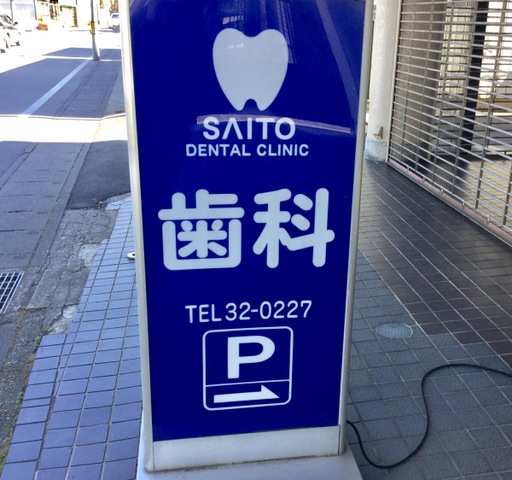 SAITO
DENTAL CLINIC
歯科
TEL 32-0227
P